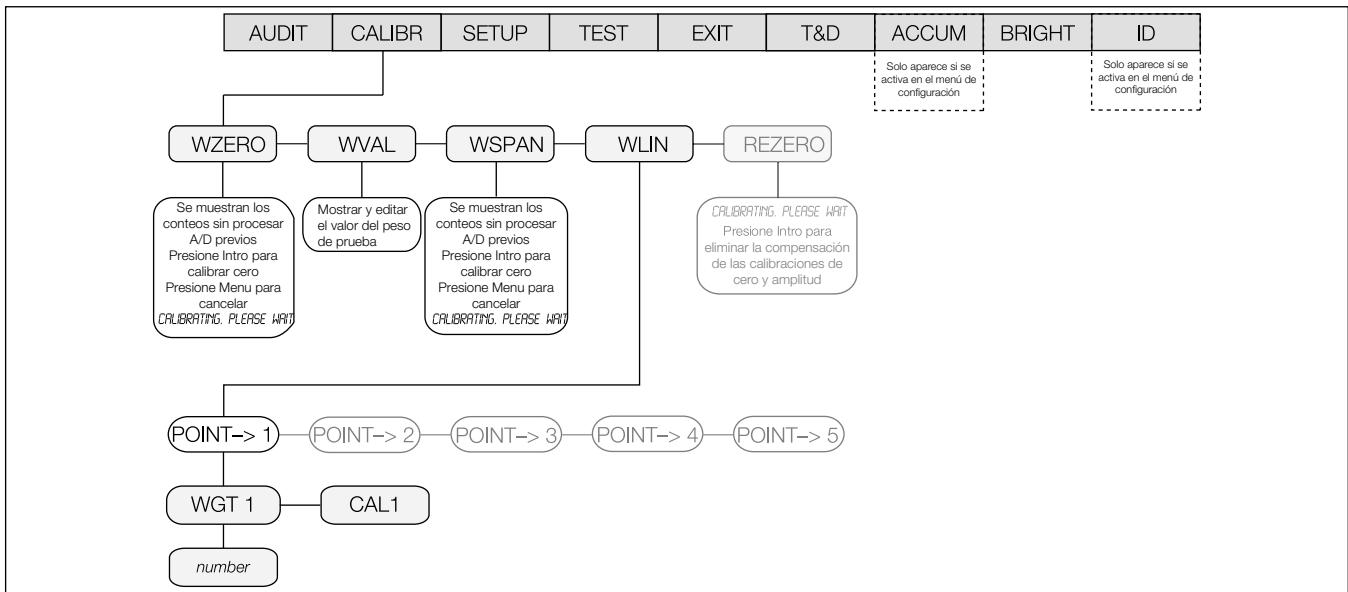 AUDIT CALIBR SETUP TEST EXIT T&D ACCUM BRIGHT ID
Solo aparece si se
activa en el menú de
configuración
Solo aparece si se
activa en el menú de
configuración
WZERO WVAL WSPAN WLIN REZERO
Se muestran los
conteos sin procesar
A/D previos
Presione Intro para
calibrar cero
Presione Menu para
cancelar
CALIBRATING. PLEASE WAIT
Mostrar y editar
el valor del peso
de prueba
Se muestran los
conteos sin procesar
A/D previos
Presione Intro para
calibrar cero
Presione Menu para
cancelar
CALIBRATING. PLEASE WAIT
CALIBRATING. PLEASE WAIT
Presione Intro para
eliminar la compensación
de las calibraciones de
cero y amplitud
POINT–> 1 POINT–> 2 POINT–> 3 POINT–> 4 POINT–> 5
WGT 1 CAL1
number